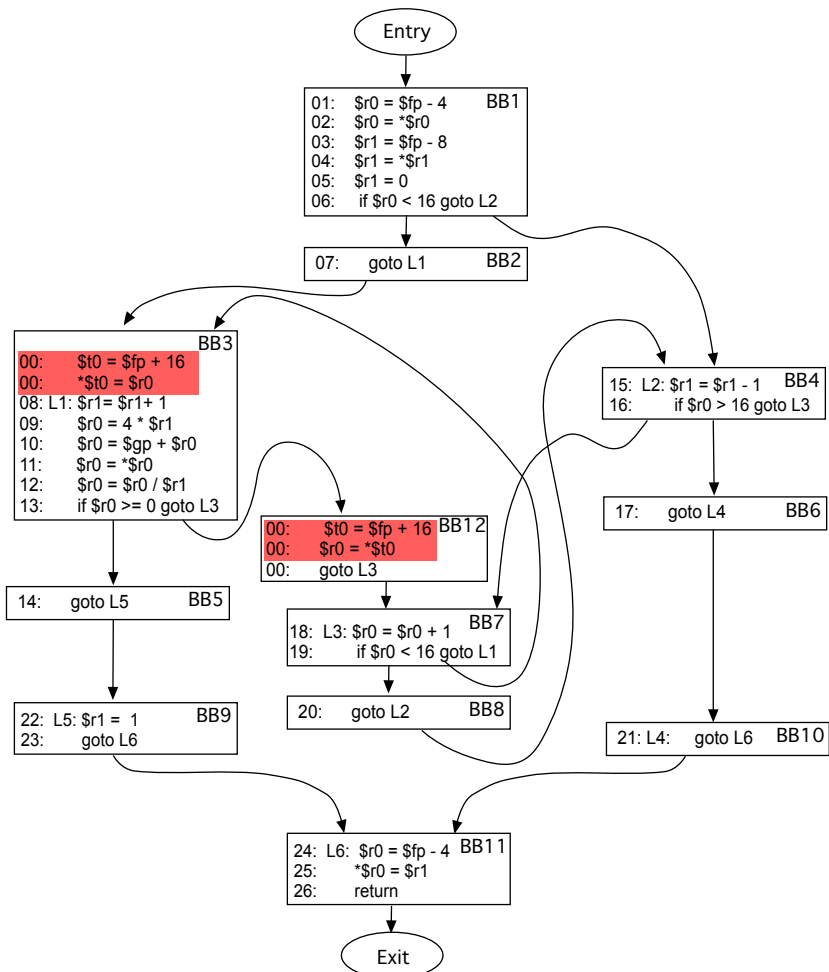 Entry
BB1
01: $r0 = $fp - 4
02: $r0 = *$r0
03: $r1 = $fp - 8
04: $r1 = *$r1
05: $r1 = 0
06: if $r0 < 16 goto L2
07: goto L1 BB2
BB3
00: $t0 = $fp + 16
00: *$t0 = $r0
08: L1: $r1= $r1+ 1
09: $r0 = 4 * $r1
10: $r0 = $gp + $r0
11: $r0 = *$r0
12: $r0 = $r0 / $r1
13: if $r0 >= 0 goto L3
15: L2: $r1 = $r1 - 1 BB4
16: if $r0 > 16 goto L3
00: $t0 = $fp + 16 BB12
00: $r0 = *$t0
00: goto L3
17: goto L4 BB6
14: goto L5 BB5
BB7
18: L3: $r0 = $r0 + 1
19: if $r0 < 16 goto L1
20: goto L2 BB8
22: L5: $r1 = 1 BB9
23: goto L6
21: L4: goto L6 BB10
24: L6: $r0 = $fp - 4 BB11
25: *$r0 = $r1
26: return
Exit